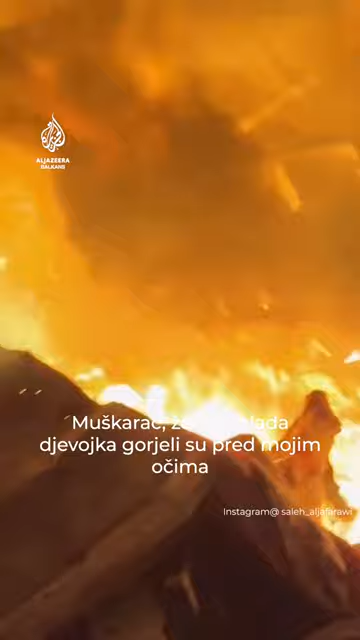 ALJAZEERA
BALKANS
Muškarac,
djevojka gorjeli su pred mojim
očima
Instagram@ saleh_aljafarawi